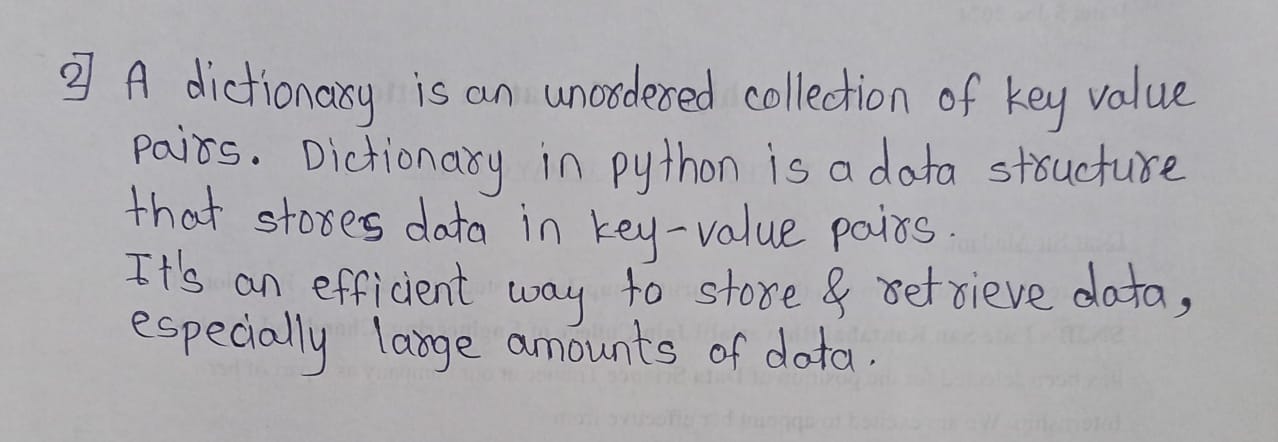 2] A dictionary is an unordered collection of key value
pairs. Dictionary in python is a data structure
that stores data in key-value pairs.
It's an efficient way to store & retrieve data,
especially large amounts of data.